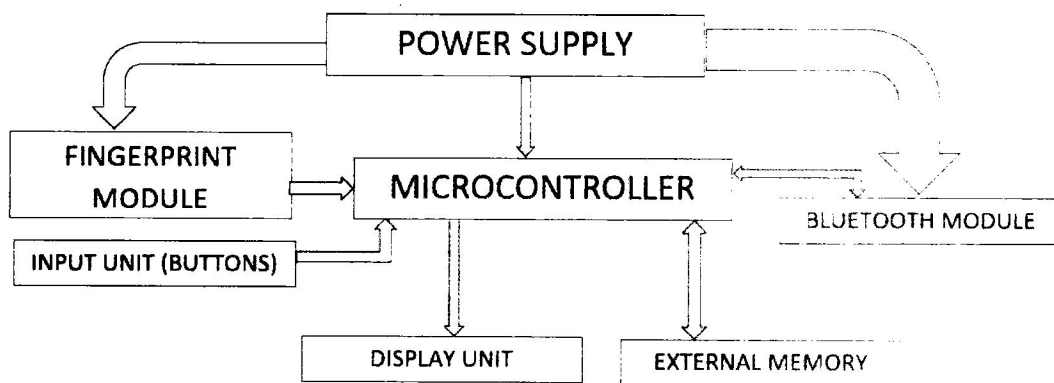 POWER SUPPLY
FINGERPRINT
MODULE
MICROCONTROLLER
BLUETOOTH MODULE
INPUT UNIT (BUTTONS)
DISPLAY UNIT
EXTERNAL MEMORY